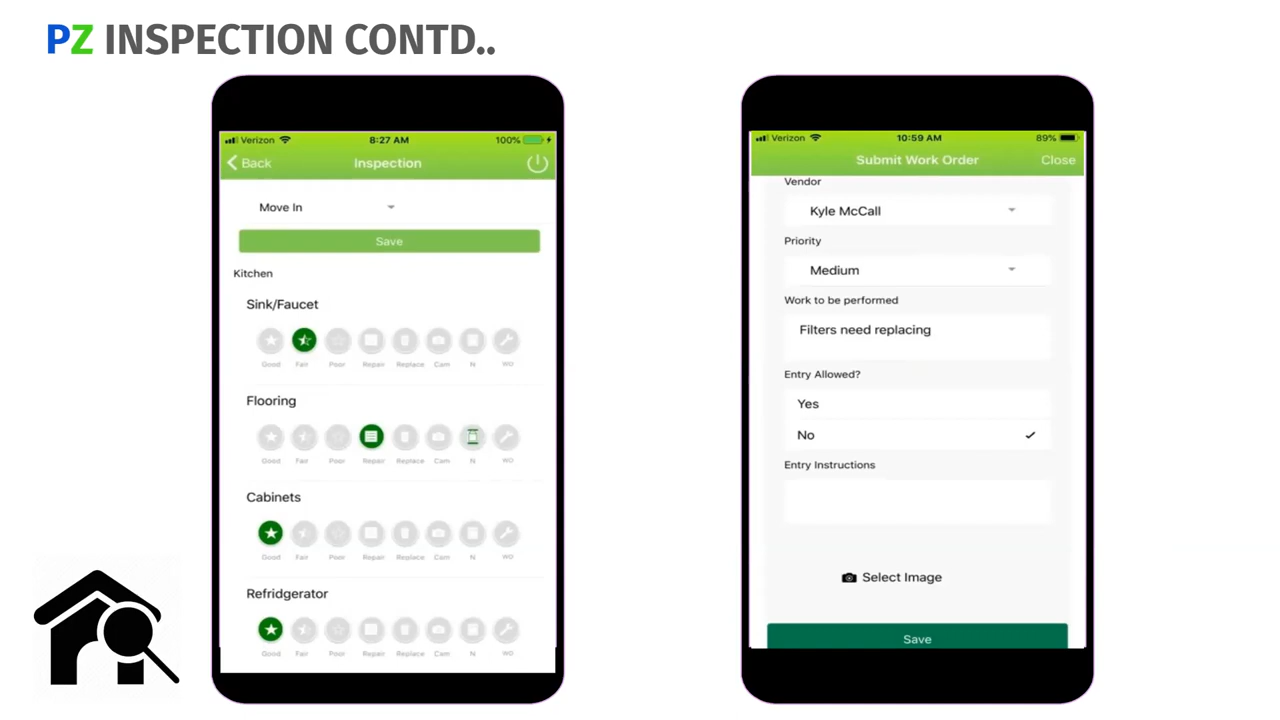 PZ INSPECTION CONTD..
Verizon 8:27 AM 100%
Back Inspection
Move In
Save
Kitchen
Sink/Faucet
Good Fair Poor Repair Replace Cam N WO
Flooring
Good Fair Poor Repair Replace Cam N WO
Cabinets
Good Fair Poor Repair Replace Cam N WO
Refridgerator
Good Fair Poor Repair Replace Cam N WO
Verizon 10:59 AM 89%
Submit Work Order Close
Vendor
Kyle McCall
Priority
Medium
Work to be performed
Filters need replacing
Entry Allowed?
Yes
No
Entry Instructions
Select Image
Save